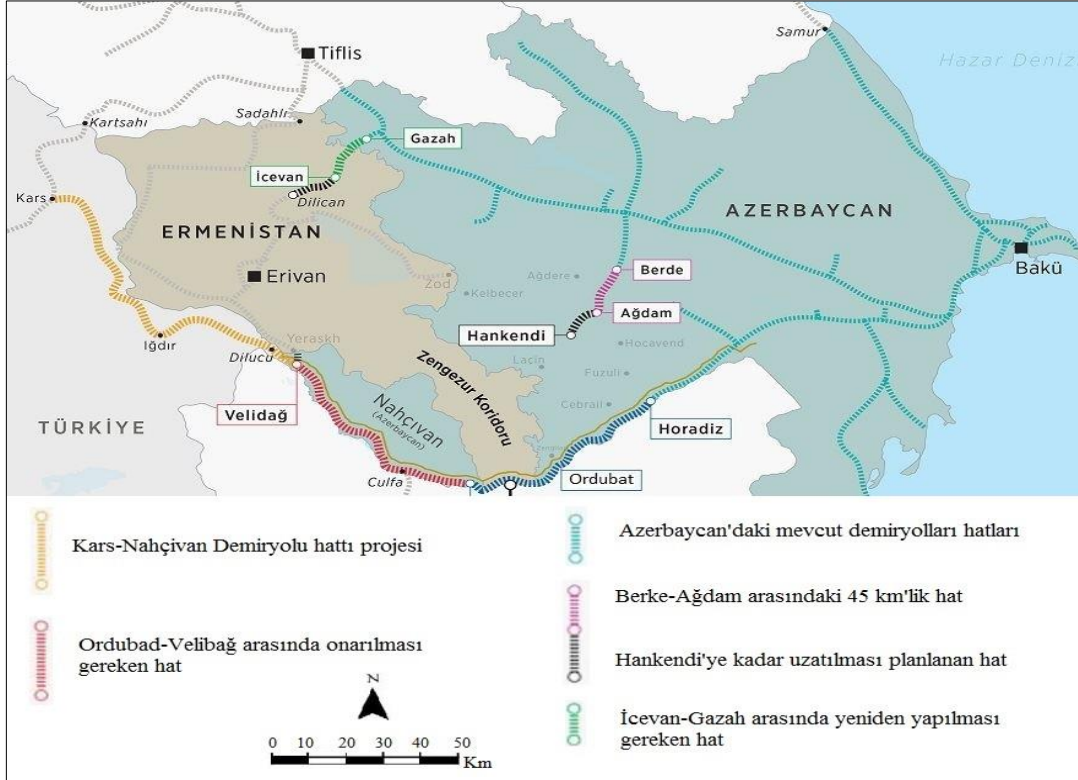 Samur
Hazar Deniz
Tiflis
Sadahlı
Kartsahı
Gazah
İcevan
Dilican
Kars
AZERBAYCAN
ERMENİSTAN
Bakü
Erivan
Zod
Ağdere
Berde
Kelbecer
Ağdam
Hankendi
Hocavend
Iğdır
Dilucu
Yeraskh
Laçin
Fuzuli
Zengezur Koridoru
Cebrail
Velidağ
Nahçıvan
(Azerbaycan)
Horadiz
TÜRKİYE
Culfa
Ordubat
Kars-Nahçivan Demiryolu hattı projesi
Ordubad-Velibağ arasında onarılması
gereken hat
Azerbaycan'daki mevcut demiryolları hatları
Berke-Ağdam arasındaki 45 km'lik hat
Hankendi'ye kadar uzatılması planlanan hat
İcevan-Gazah arasında yeniden yapılması
gereken hat
N
0 10 20 30 40 50
Km